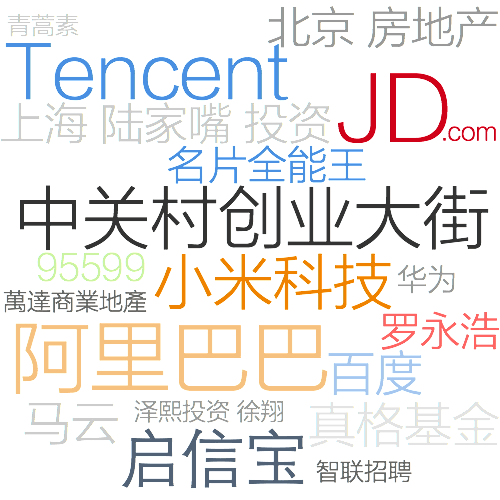 青蒿素
北京 房地产
Tencent
JD.com
上海 陆家嘴 投资
名片全能王
中关村创业大街
95599
小米科技
华为
萬達商業地產
罗永浩
阿里巴巴
百度
马云
泽熙投资 徐翔
真格基金
启信宝
智联招聘